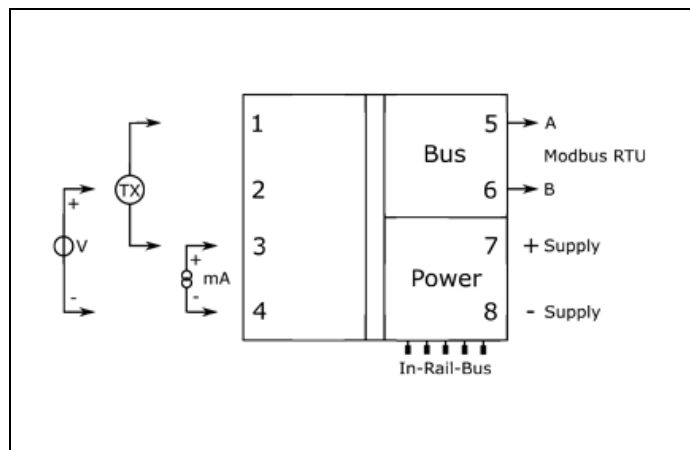 1
5
A
Bus
Modbus RTU
TX
2
6
B
+
V
-
3
7
+ Supply
+
mA
-
Power
4
8
- Supply
In-Rail-Bus